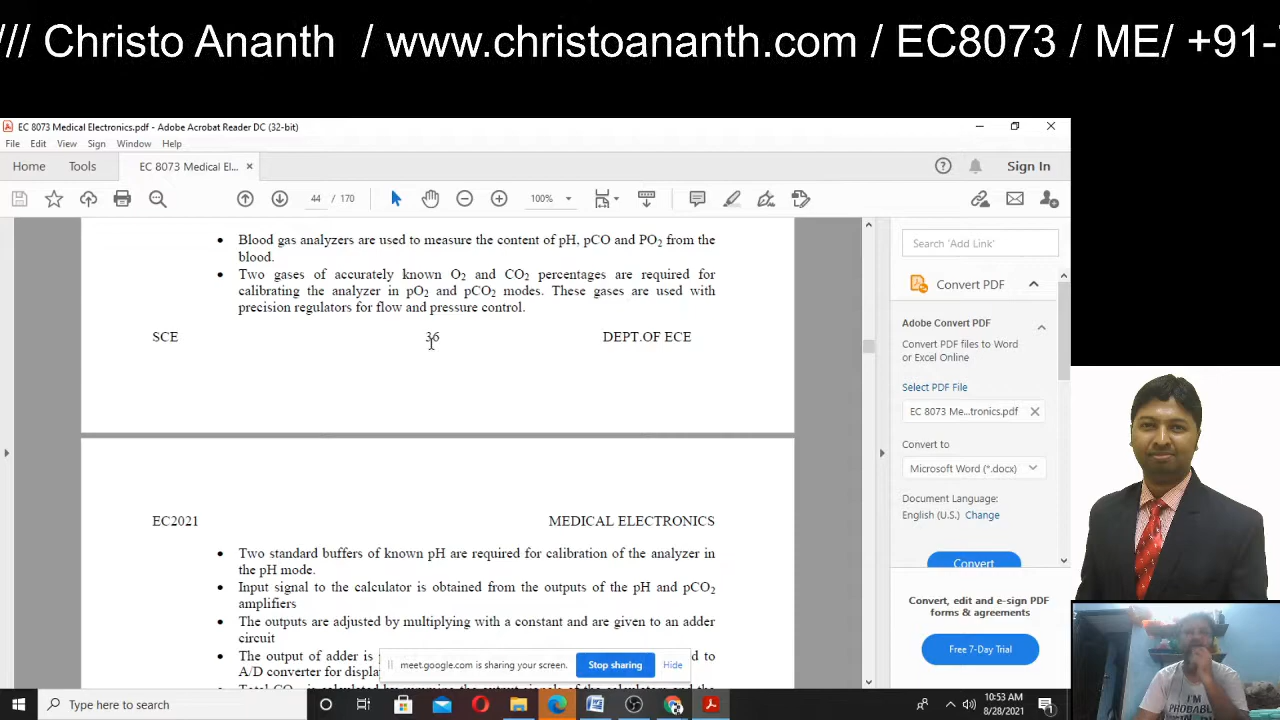 /// Christo Ananth / www.christoananth.com / EC8073 / ME/ +91-
EC 8073 Medical Electronics.pdf - Adobe Acrobat Reader DC (32-bit)
File Edit View Sign Window Help
Home Tools EC 8073 Medical El... × Sign In
44 / 170 100%
Blood gas analyzers are used to measure the content of pH, pCO and PO2 from the
blood.
Two gases of accurately known O2 and CO2 percentages are required for
calibrating the analyzer in pO2 and pCO2 modes. These gases are used with
precision regulators for flow and pressure control.
SCE 36 DEPT.OF ECE
EC2021 MEDICAL ELECTRONICS
Two standard buffers of known pH are required for calibration of the analyzer in
the pH mode.
Input signal to the calculator is obtained from the outputs of the pH and pCO2
amplifiers
The outputs are adjusted by multiplying with a constant and are given to an adder
circuit
The output of adder is
to
A/D converter for
meet.google.com is sharing your screen. Stop sharing Hide
Search 'Add Link'
Convert PDF
Adobe Convert PDF
Convert PDF files to Word
or Excel Online
Select PDF File
EC 8073 Me...tronics.pdf
Convert to
Microsoft Word (*.docx)
Document Language:
English (U.S.) Change
Convert
Convert, edit and e-sign PDF
forms & agreements
Free 7-Day Trial
Type here to search
10:53 AM
8/28/2021
I'M